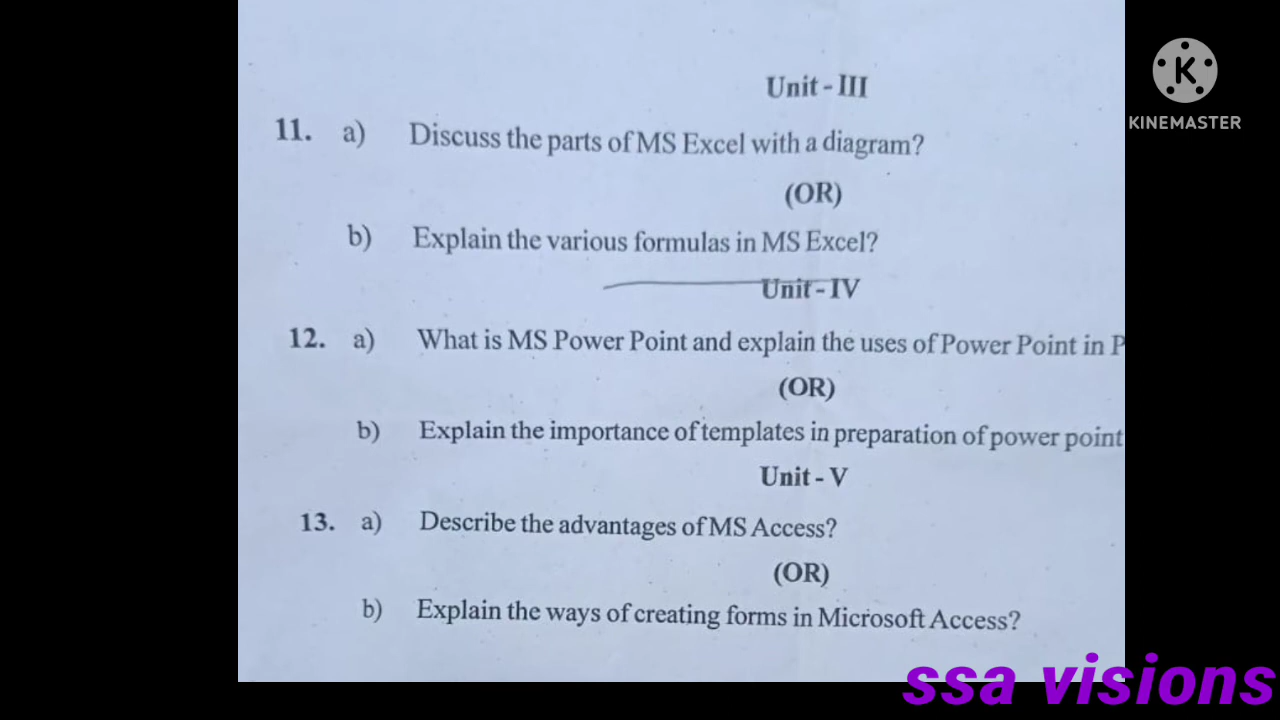 Unit - III
KINEMASTER
11. a) Discuss the parts of MS Excel with a diagram?
(OR)
b) Explain the various formulas in MS Excel?
Unit - IV
12. a) What is MS Power Point and explain the uses of Power Point in P
(OR)
b) Explain the importance of templates in preparation of power point
Unit - V
13. a) Describe the advantages of MS Access?
(OR)
b) Explain the ways of creating forms in Microsoft Access?
ssa visions